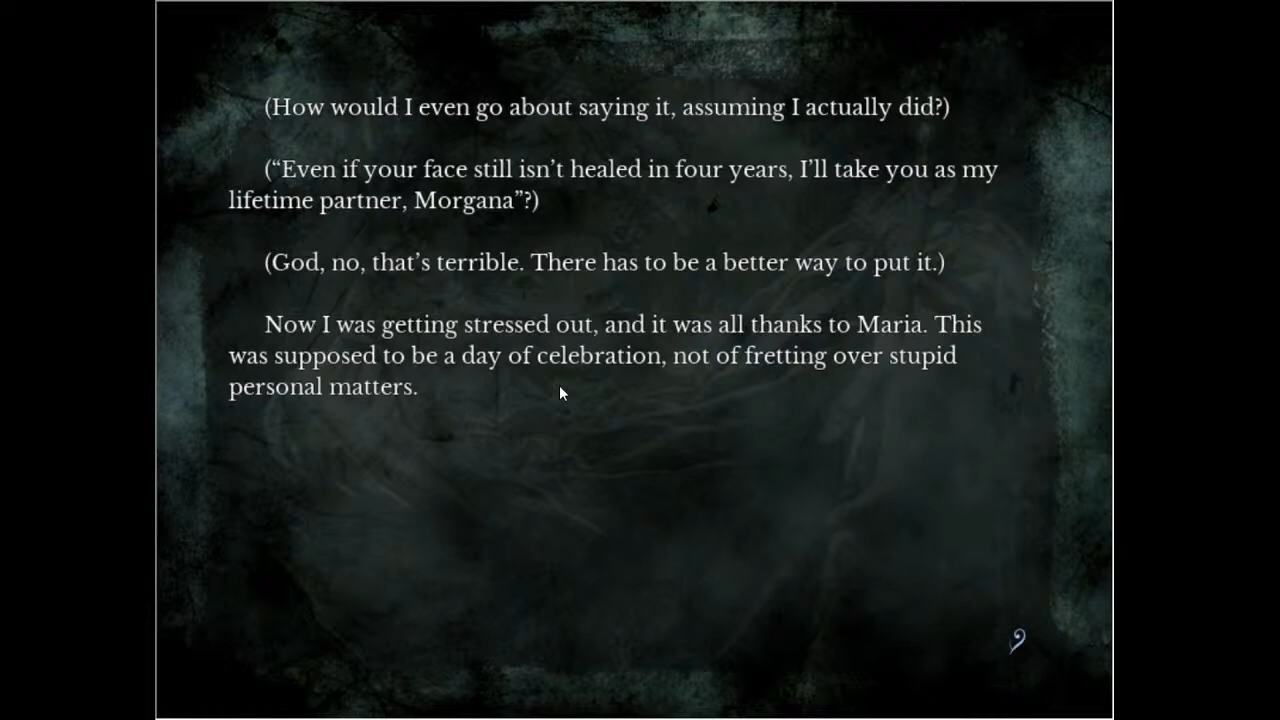 (How would I even go about saying it, assuming I actually did?)
(“Even if your face still isn’t healed in four years, I’ll take you as my
lifetime partner, Morgana”?)
(God, no, that’s terrible. There has to be a better way to put it.)
Now I was getting stressed out, and it was all thanks to Maria. This
was supposed to be a day of celebration, not of fretting over stupid
personal matters.